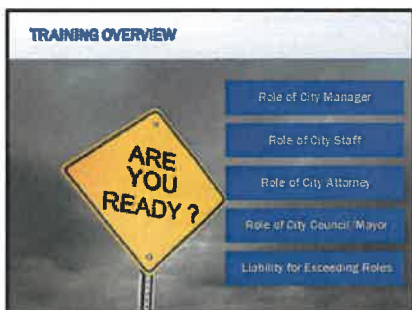 TRAINING OVERVIEW
ARE
YOU
READY?
Role of City Manager
Role of City Staff
Role of City Attorney
Role of City Council/Mayor
Liability for Exceeding Roles